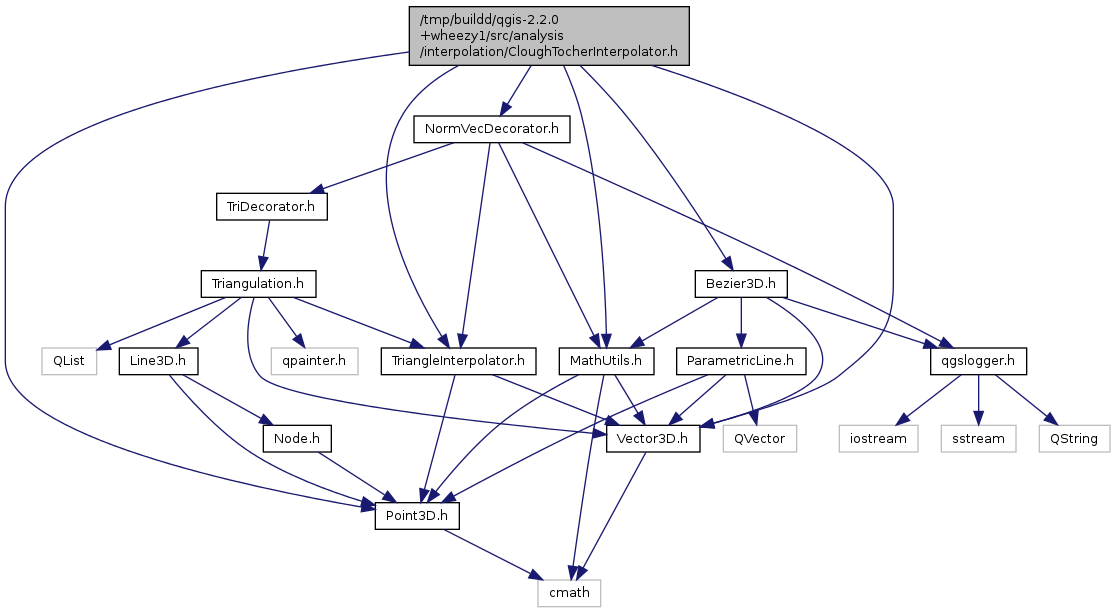 /tmp/buildd/qgis-2.2.0
+wheezy1/src/analysis
/interpolation/CloughTocherInterpolator.h
NormVecDecorator.h
TriDecorator.h
Triangulation.h
Bezier3D.h
QList
Line3D.h
qpainter.h
TriangleInterpolator.h
MathUtils.h
ParametricLine.h
qgslogger.h
Node.h
Vector3D.h
QVector
iostream
sstream
QString
Point3D.h
cmath